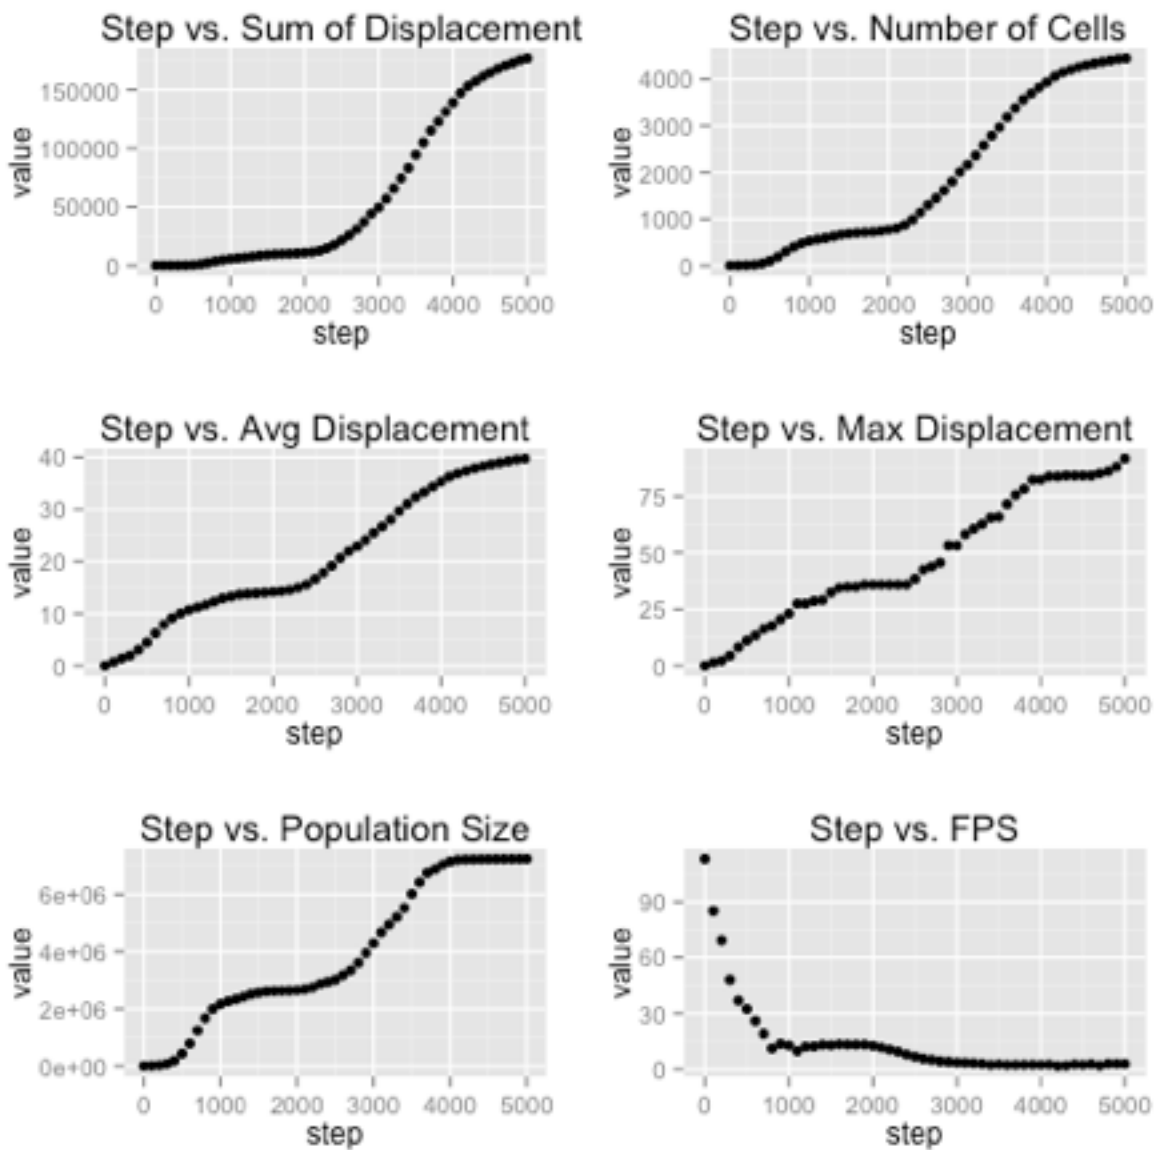 Step vs. Sum of Displacement
value
150000
100000
50000
0
0 1000 2000 3000 4000 5000
step
Step vs. Number of Cells
value
4000
3000
2000
1000
0
0 1000 2000 3000 4000 5000
step
Step vs. Avg Displacement
value
40
30
20
10
0
0 1000 2000 3000 4000 5000
step
Step vs. Max Displacement
value
75
50
25
0
0 1000 2000 3000 4000 5000
step
Step vs. Population Size
value
6e+06
4e+06
2e+06
0e+00
0 1000 2000 3000 4000 5000
step
Step vs. FPS
value
90
60
30
0
0 1000 2000 3000 4000 5000
step